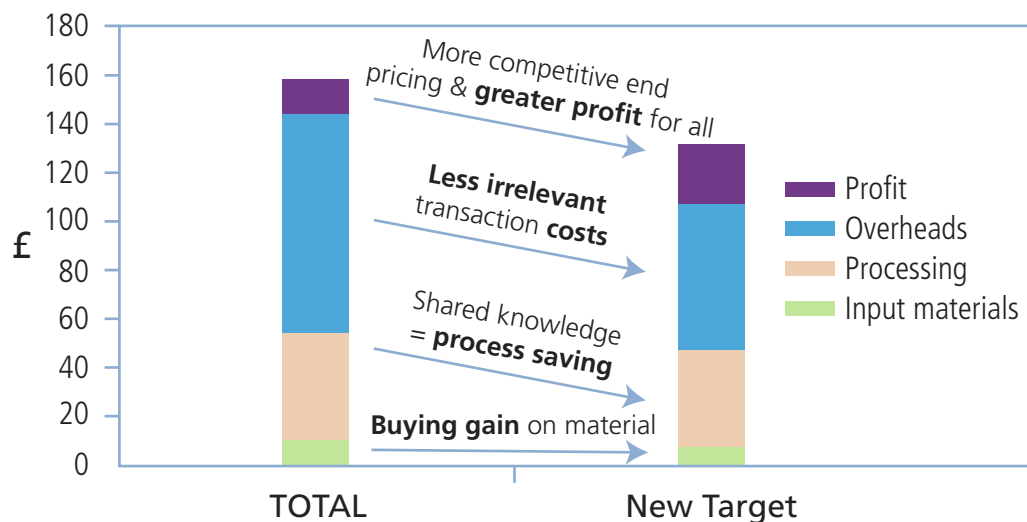 180
160
140
120
100
80
60
40
20
0
£
More competitive end
pricing & greater profit for all
Less irrelevant
transaction costs
Shared knowledge
= process saving
Buying gain on material
Profit
Overheads
Processing
Input materials
TOTAL
New Target